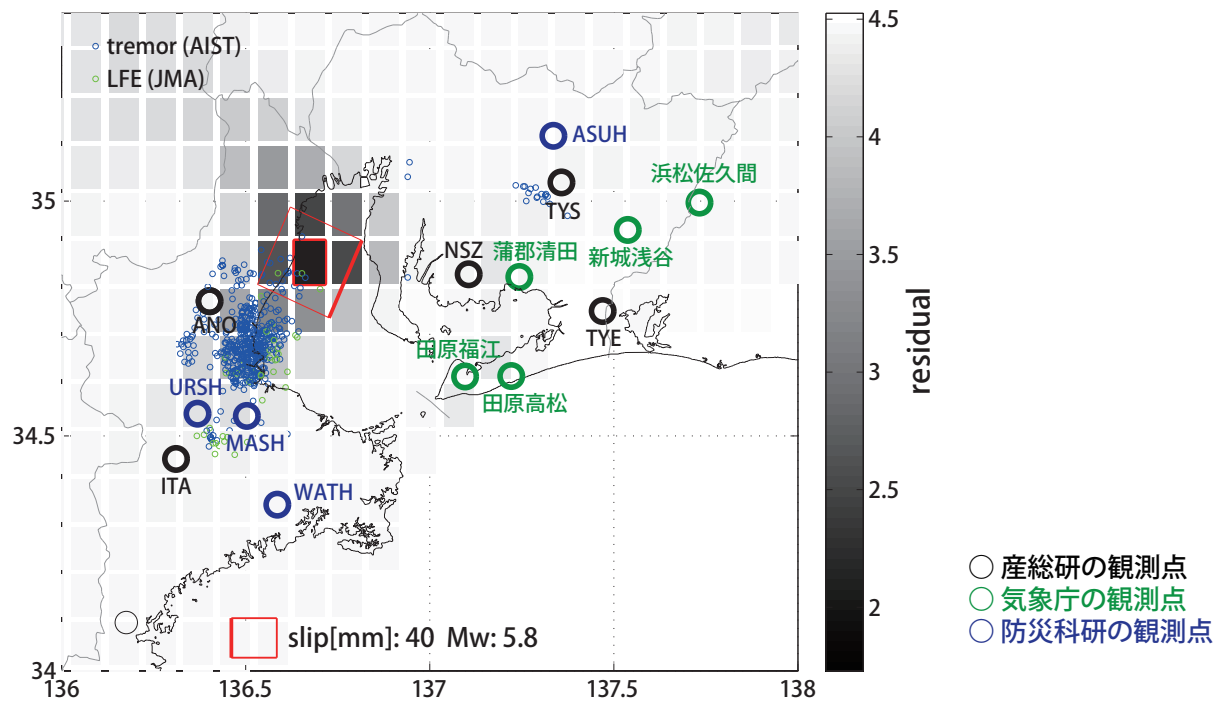 tremor (AIST)
LFE (JMA)
ASUH
浜松佐久間
TYS
新城浅谷
NSZ
蒲郡清田
ANO
TYE
田原福江
田原高松
URSH
MASH
ITA
WATH
slip[mm]: 40 Mw: 5.8
35
34.5
34
136
136.5
137
137.5
138
4.5
4
3.5
3
2.5
2
residual
産総研の観測点
気象庁の観測点
防災科研の観測点